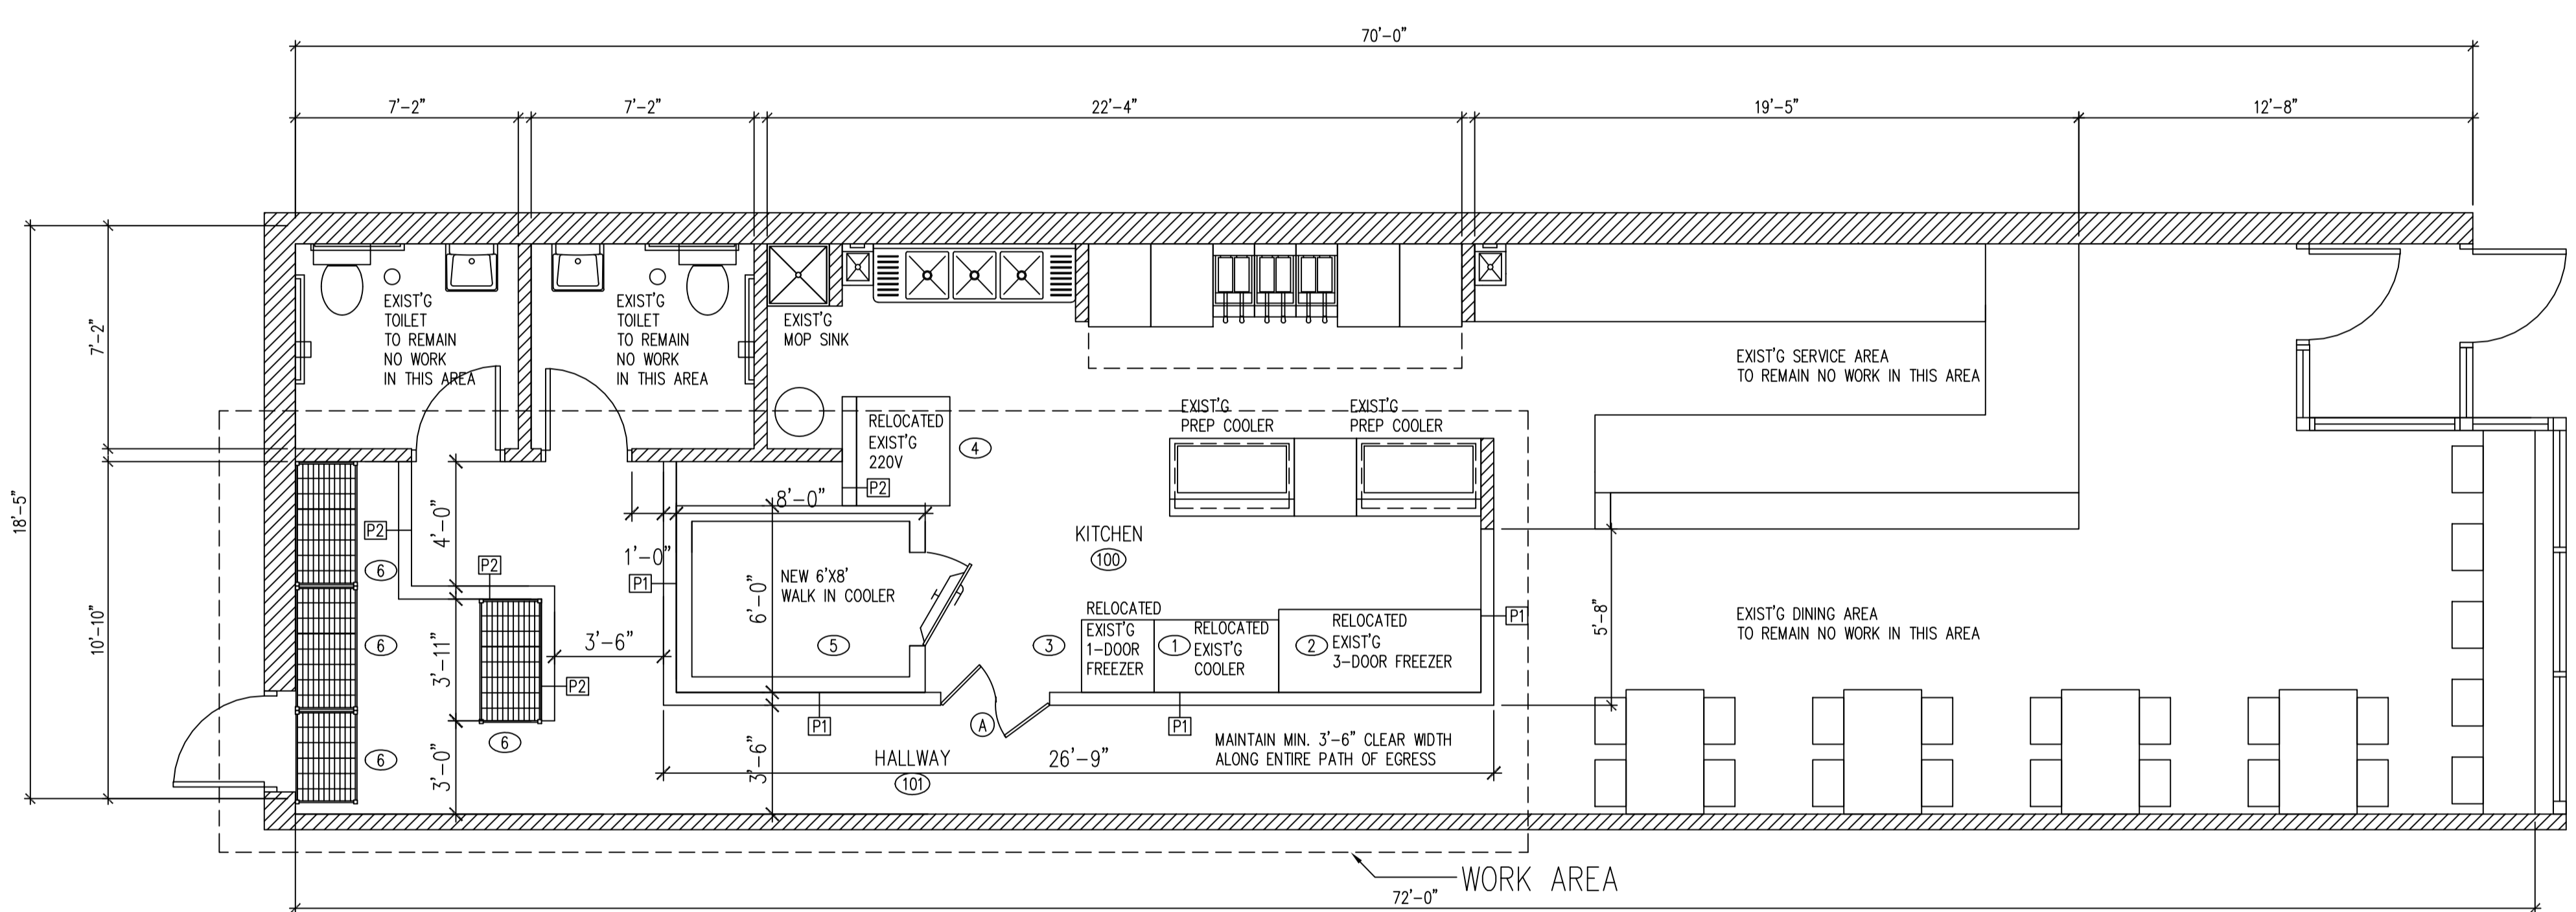 70'-0"
7'-2"
7'-2"
22'-4"
19'-5"
12'-8"
18'-5"
7'-2"
10'-10"
EXIST'G
TOILET
TO REMAIN
NO WORK
IN THIS AREA
EXIST'G
TOILET
TO REMAIN
NO WORK
IN THIS AREA
EXIST'G
MOP SINK
EXIST'G SERVICE AREA
TO REMAIN NO WORK IN THIS AREA
RELOCATED
EXIST'G
220V
4
P2
EXIST'G
PREP COOLER
EXIST'G
PREP COOLER
8'-0"
4'-0"
P2
P2
1'-0"
P1
6
NEW 6'X8'
WALK IN COOLER
6'-0"
5
KITCHEN
100
RELOCATED
EXIST'G
1-DOOR
FREEZER
3
1
RELOCATED
EXIST'G
COOLER
2
RELOCATED
EXIST'G
3-DOOR FREEZER
P1
5'-8"
EXIST'G DINING AREA
TO REMAIN NO WORK IN THIS AREA
6
3'-11"
3'-6"
P2
6
6
3'-0"
P1
A
P1
3'-6"
HALLWAY
101
26'-9"
MAINTAIN MIN. 3'-6" CLEAR WIDTH
ALONG ENTIRE PATH OF EGRESS
WORK AREA
72'-0"